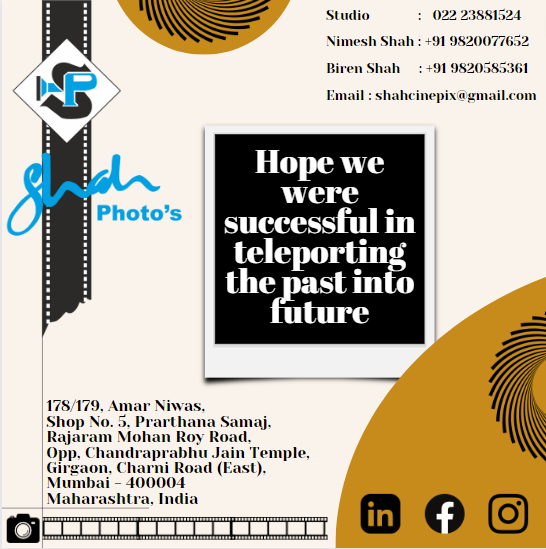 Studio : 022 23881524
Nimesh Shah : +91 9820077652
Biren Shah : +91 9820585361
Email : shahcinepix@gmail.com
SP
Shah
Photo's
Hope we
were
successful in
teleporting
the past into
future
178/179, Amar Niwas,
Shop No. 5, Prarthana Samaj,
Rajaram Mohan Roy Road,
Opp, Chandraprabhu Jain Temple,
Girgaon, Charni Road (East),
Mumbai - 400004
Maharashtra, India
in